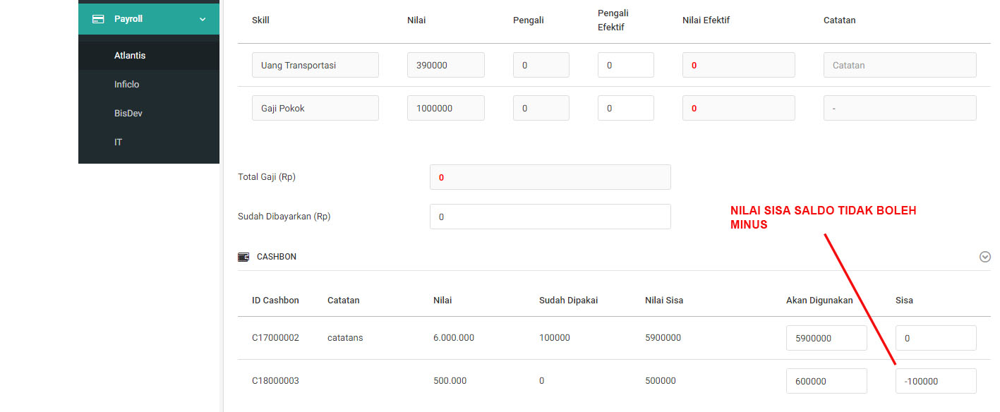 Payroll
Atlantis
Inficlo
BisDev
IT
Skill Nilai Pengali Pengali Efektif Nilai Efektif Catatan
Uang Transportasi 390000 0 0 0 Catatan
Gaji Pokok 1000000 0 0 0 -
Total Gaji (Rp) 0
Sudah Dibayarkan (Rp) 0
NILAI SISA SALDO TIDAK BOLEH
MINUS
CASHBON
ID Cashbon Catatan Nilai Sudah Dipakai Nilai Sisa Akan Digunakan Sisa
C17000002 catatans 6.000.000 100000 5900000 5900000 0
C18000003 500.000 0 500000 600000 -100000